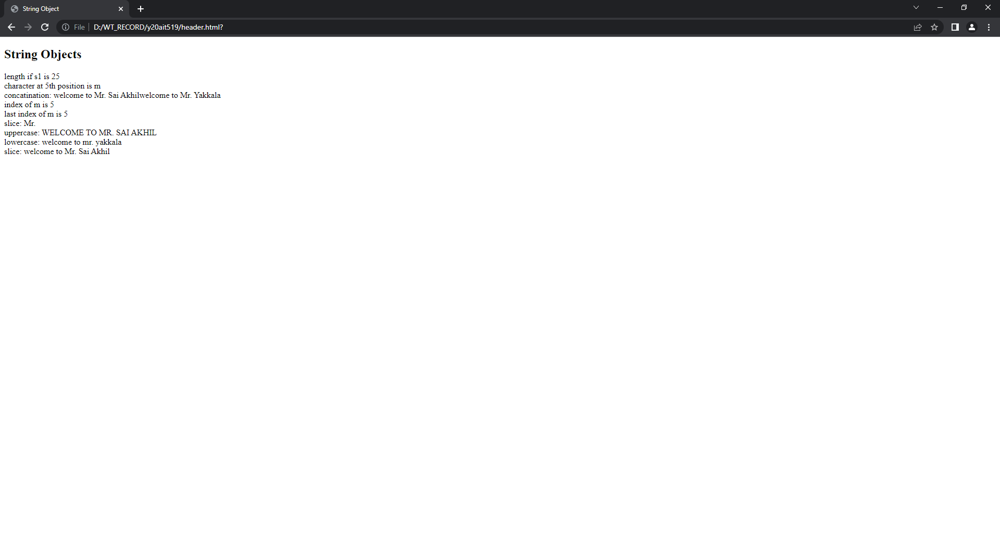 String Object
File
D:/WT_RECORD/y20ait519/header.html?
String Objects
length if s1 is 25
character at 5th position is m
concatination: welcome to Mr. Sai Akhilwelcome to Mr. Yakkala
index of m is 5
last index of m is 5
slice: Mr.
uppercase: WELCOME TO MR. SAI AKHIL
lowercase: welcome to mr. yakkala
slice: welcome to Mr. Sai Akhil